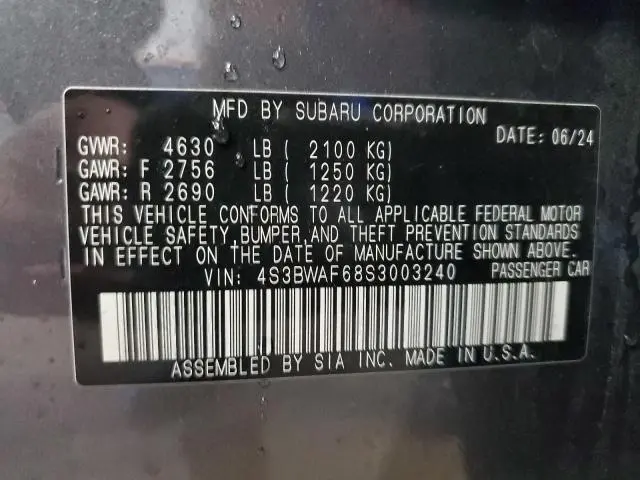 MFD BY SUBARU CORPORATION
DATE: 06/24
GVWR: 4630 LB ( 2100 KG)
GAWR: F 2756 LB ( 1250 KG)
GAWR: R 2690 LB ( 1220 KG)
THIS VEHICLE CONFORMS TO ALL APPLICABLE FEDERAL MOTOR
VEHICLE SAFETY,BUMPER,AND THEFT PREVENTION STANDARDS
IN EFFECT ON THE DATE OF MANUFACTURE SHOWN ABOVE.
VIN: 4S3BWAF68S3003240 PASSENGER CAR
ASSEMBLED BY SIA INC. MADE IN U.S.A.